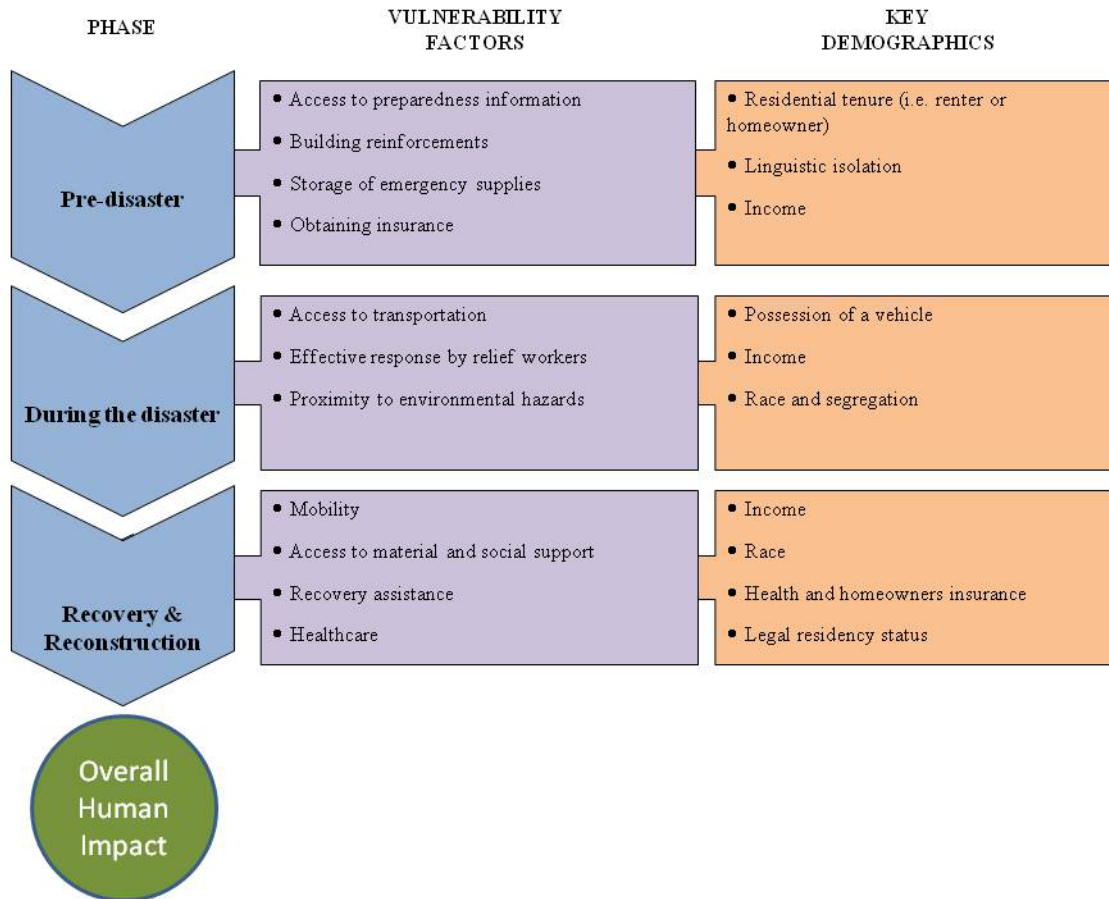 PHASE
VULNERABILITY
FACTORS
KEY
DEMOGRAPHICS
Pre-disaster
• Access to preparedness information
• Building reinforcements
• Storage of emergency supplies
• Obtaining insurance
• Residential tenure (i.e. renter or
homeowner)
• Linguistic isolation
• Income
During the disaster
• Access to transportation
• Effective response by relief workers
• Proximity to environmental hazards
• Possession of a vehicle
• Income
• Race and segregation
Recovery &
Reconstruction
• Mobility
• Access to material and social support
• Recovery assistance
• Healthcare
• Income
• Race
• Health and homeowners insurance
• Legal residency status
Overall
Human
Impact